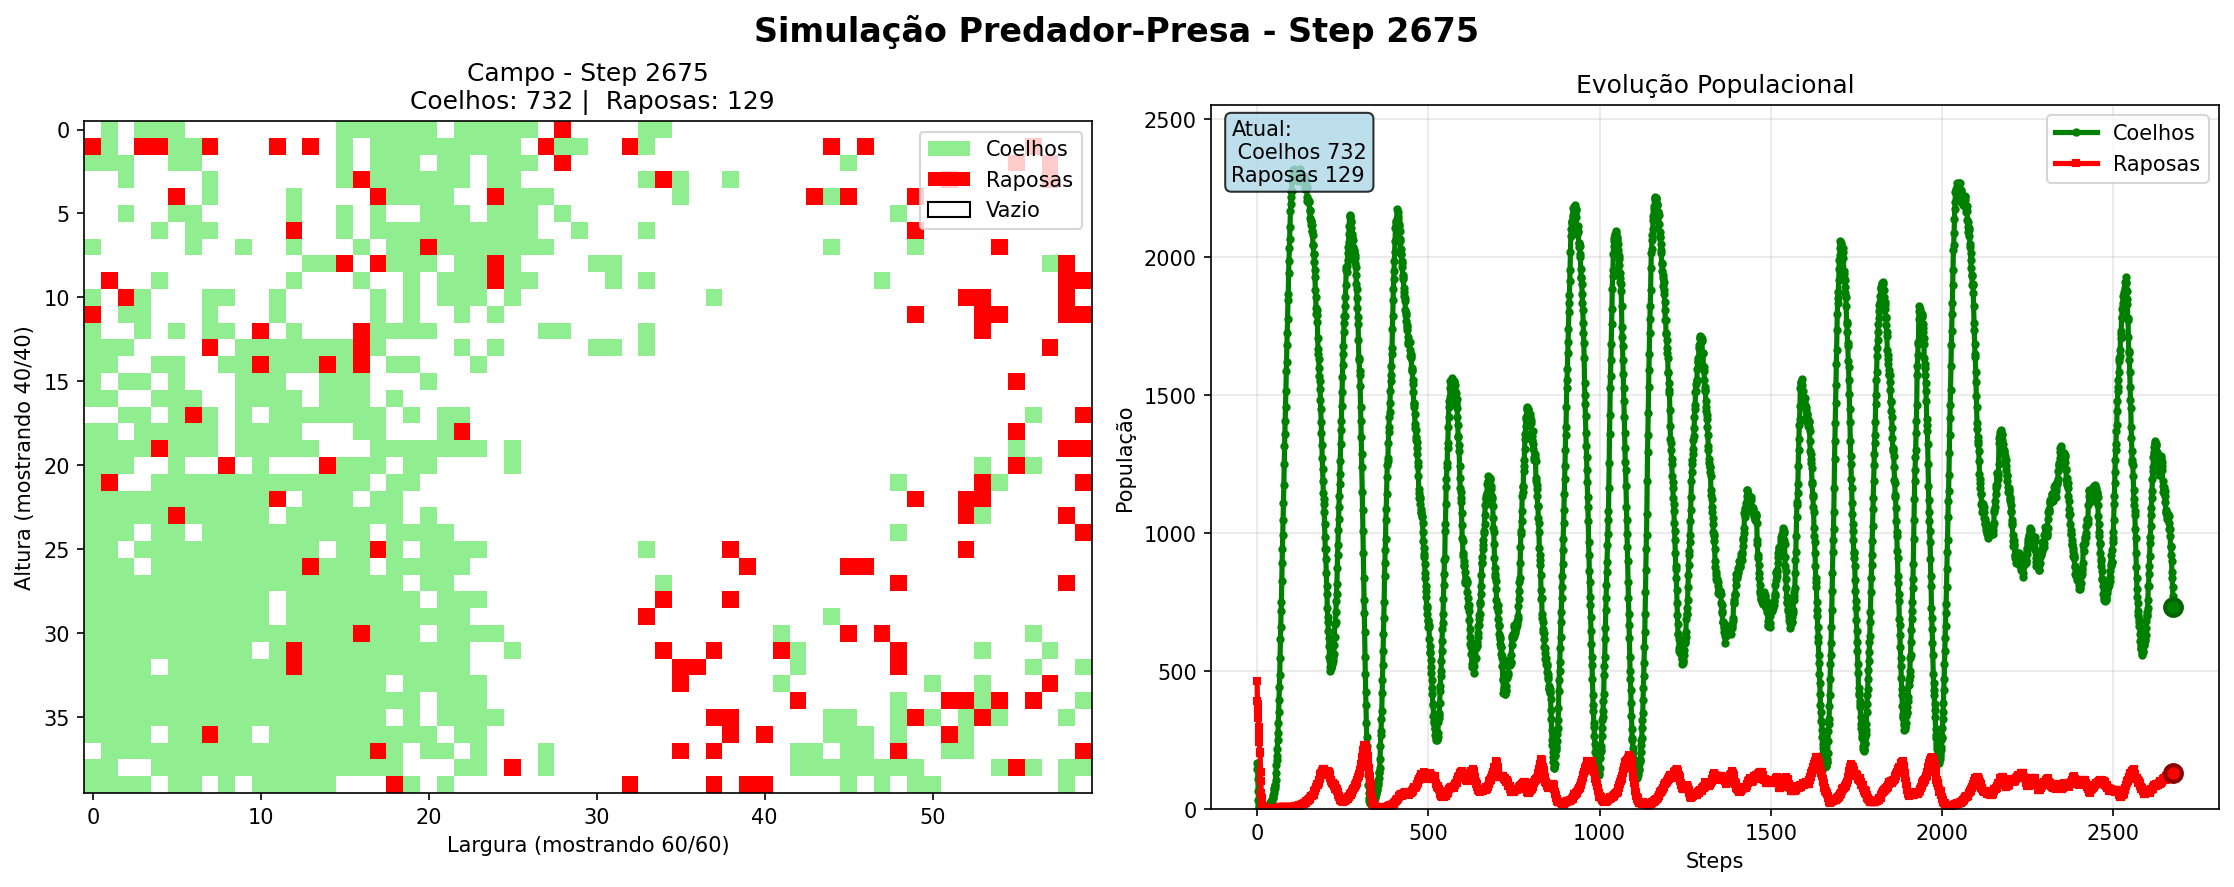 Simulação Predador-Presa - Step 2675
Campo - Step 2675
Coelhos: 732 |  Raposas: 129
Coelhos
Raposas
Vazio
0
5
10
15
20
25
30
35
Altura (mostrando 40/40)
0
10
20
30
40
50
Largura (mostrando 60/60)
Evolução Populacional
Atual:
Coelhos 732
Raposas 129
Coelhos
Raposas
2500
2000
1500
1000
500
0
População
0
500
1000
1500
2000
2500
Steps